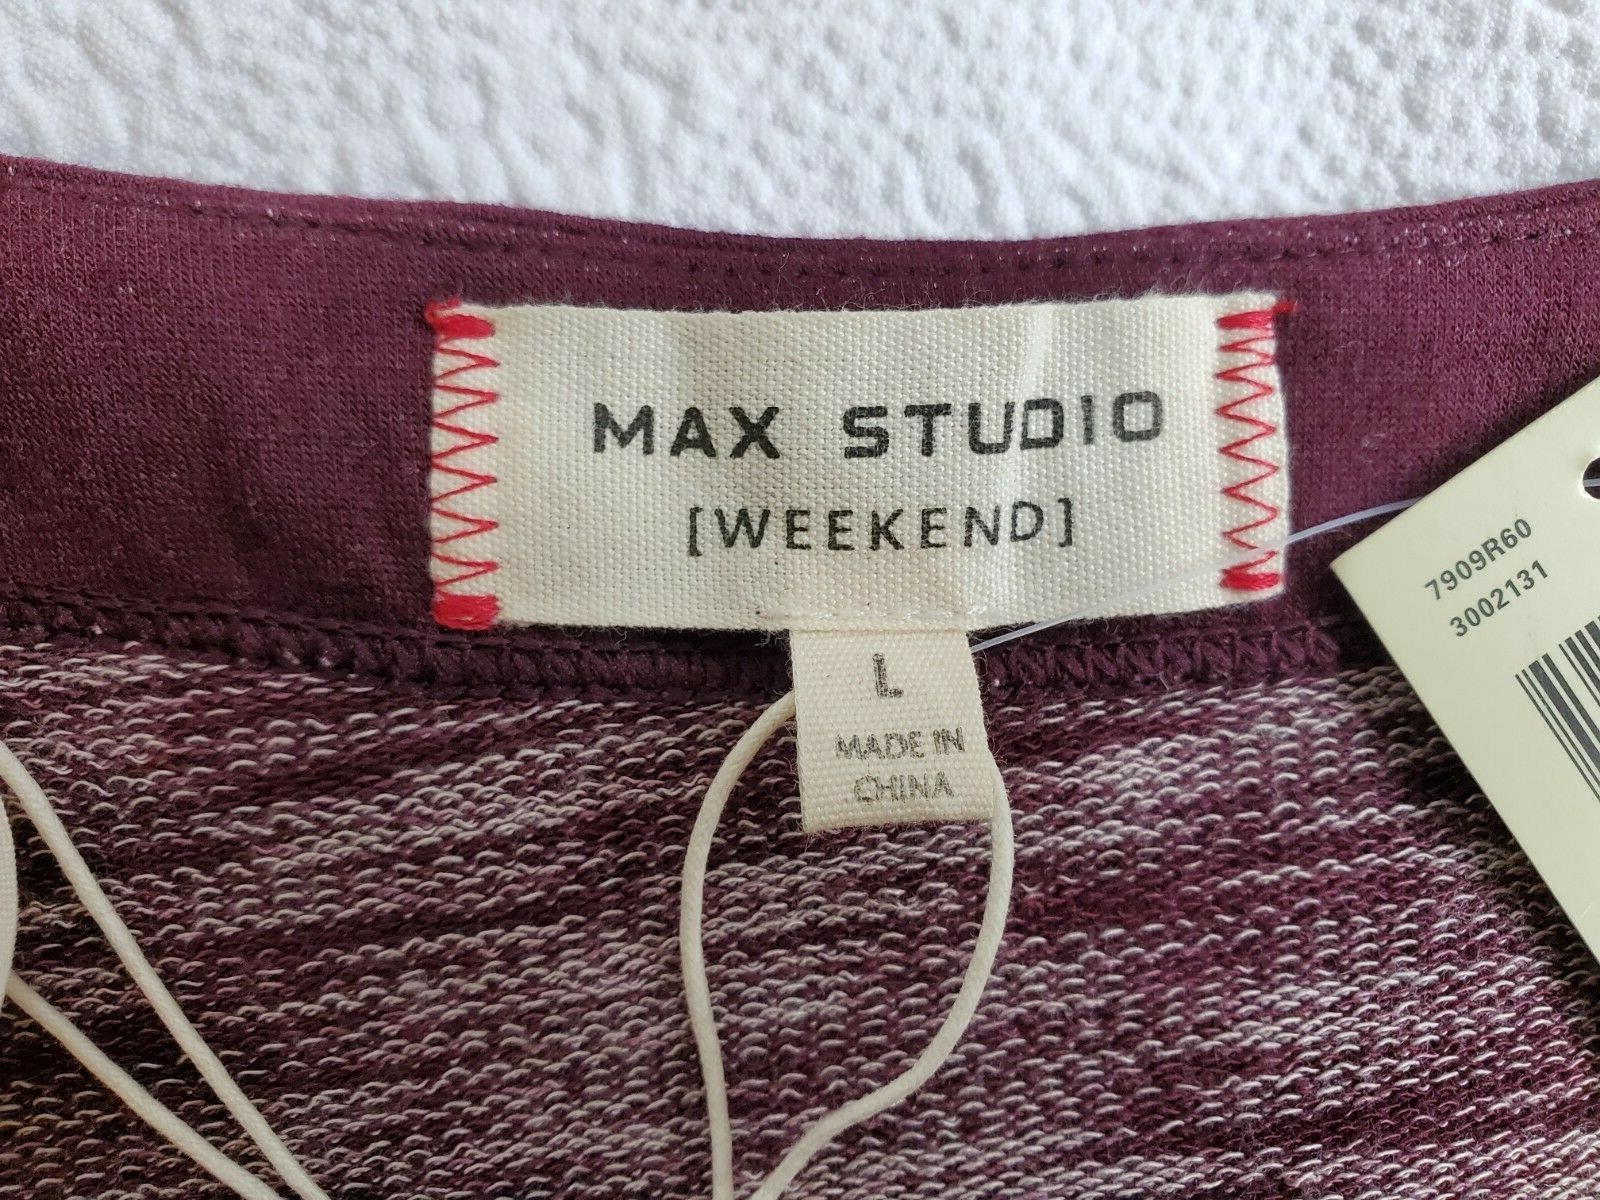 MAX STUDIO
[WEEKEND]
L
MADE IN
CHINA
7909R60
3002131